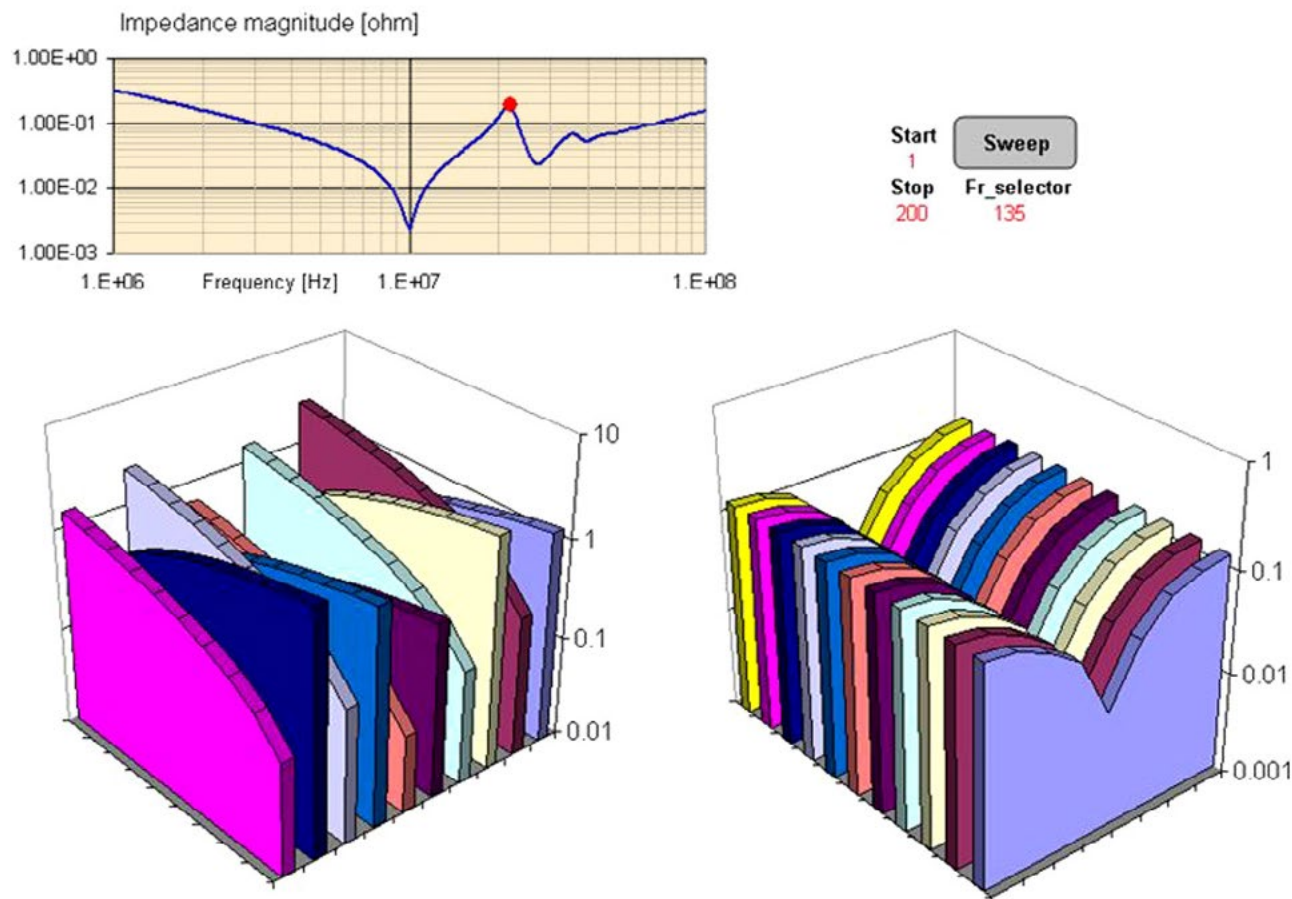 Impedance magnitude [ohm]
1.00E+00
1.00E-01
1.00E-02
1.00E-03
1.E+06
Frequency [Hz]
1.E+07
1.E+08
Start
1
Sweep
Stop
200
Fr_selector
135
10
1
0.1
0.01
1
0.1
0.01
0.001